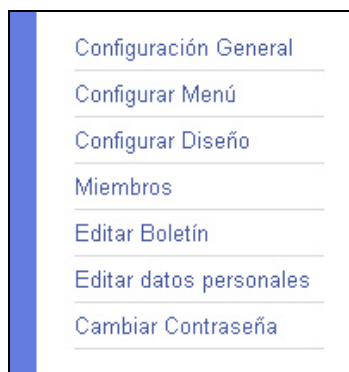 Configuración General
Configurar Menú
Configurar Diseño
Miembros
Editar Boletín
Editar datos personales
Cambiar Contraseña